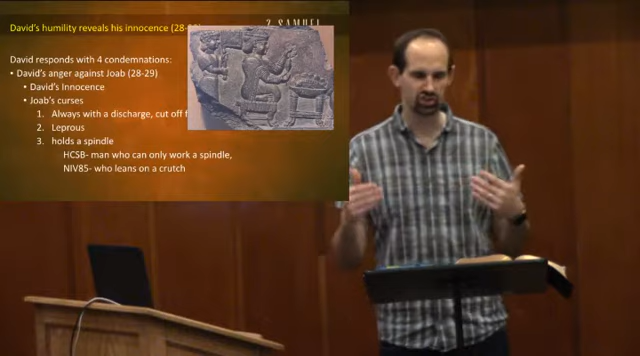 2 SAMUEL
David's humility reveals his innocence (28-
David responds with 4 condemnations:
• David's anger against Joab (28-29)
• David's Innocence
• Joab's curses
1. Always with a discharge, cut off f
2. Leprous
3. holds a spindle
HCSB- man who can only work a spindle,
NIV85- who leans on a crutch